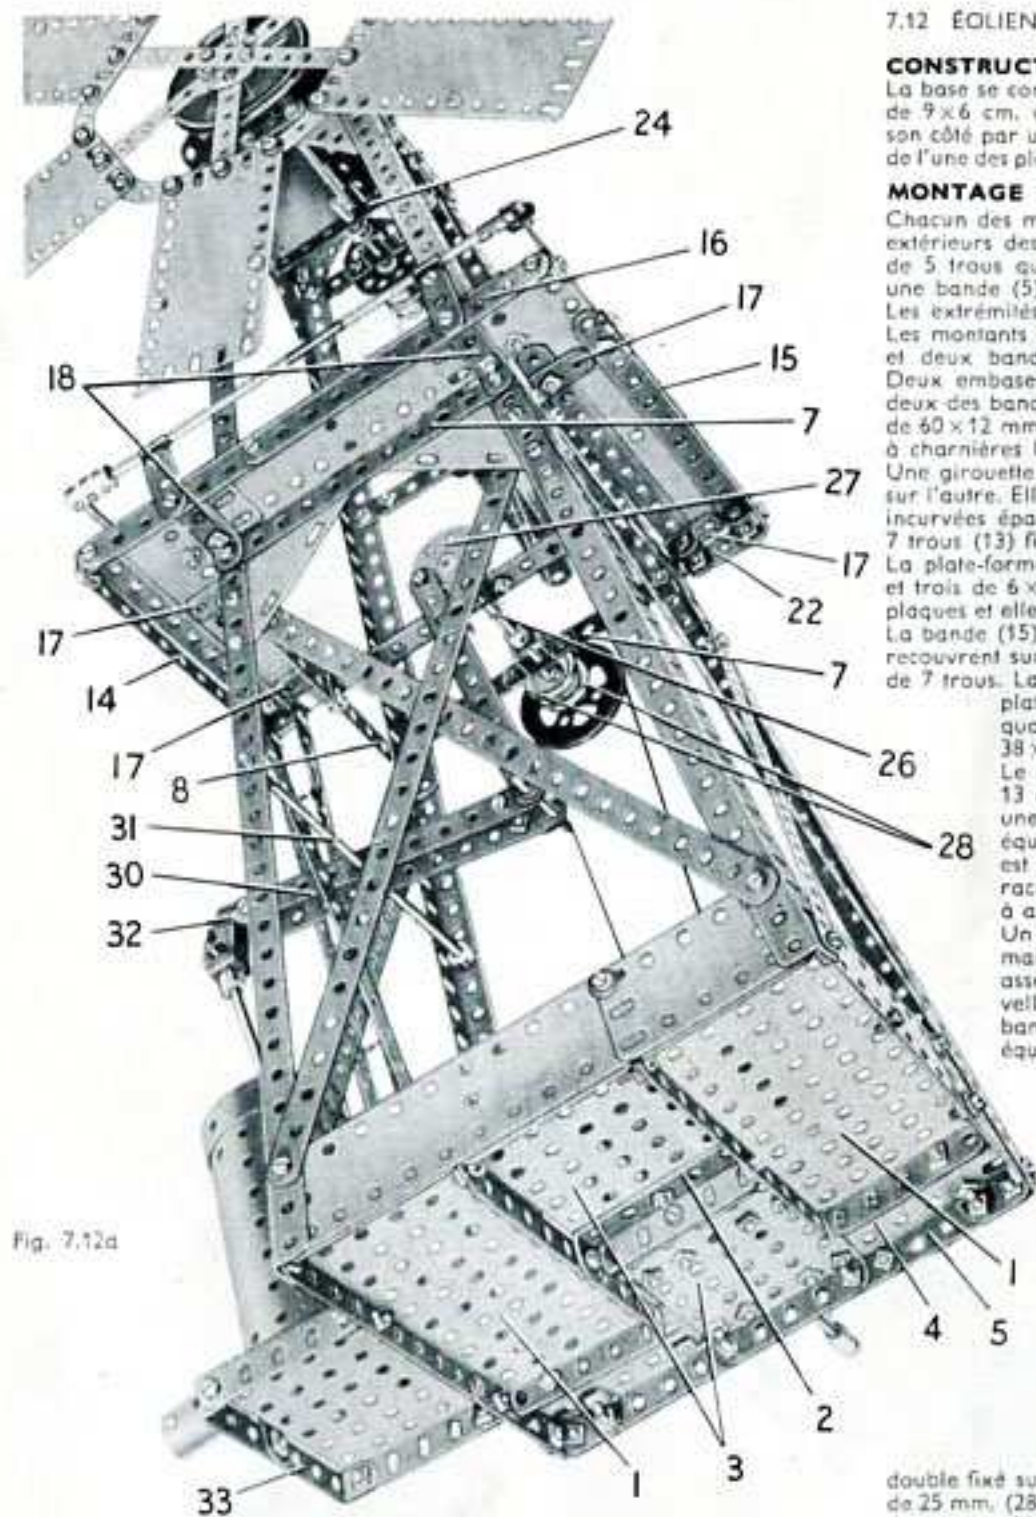 7.12 ÉOLIEN
CONSTRUCT
La base se con
de 9 × 6 cm.
son côté par u
de l'une des pl
MONTAGE
Chacun des m
extérieurs des
de 5 trous qu
une bande (5)
Les extrémités
Les montants
et deux band
Deux embase
deux des band
de 60 × 12 mm
à charnières
Une girouette
sur l'autre. El
incurvées épa
7 trous (13) fi
La plate-form
et trois de 6 ×
plaques et elle
La bande (15)
recouvrent su
de 7 trous. La
plat
qua
38 ×
Le
13
une
équ
est
rac
à a
Un
ma
ass
vell
ban
équ
double fixé su
de 25 mm. (28
24
16
17
18
15
7
27
17
22
17
14
7
17
8
26
31
28
30
32
1
4
5
2
3
1
33
Fig. 7.12a